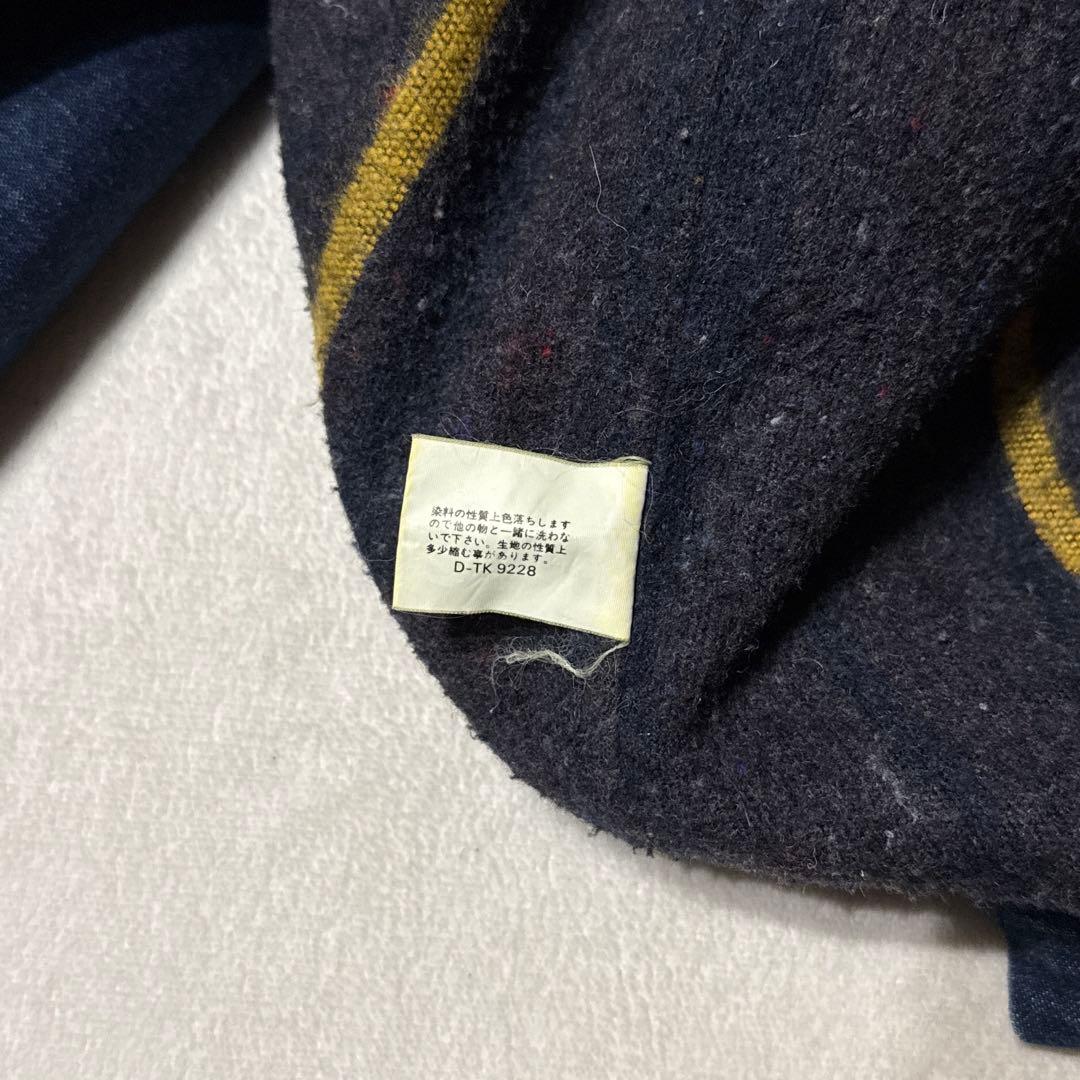 染料の性質上色落ちします
ので他の物と一緒に洗わな
いで下さい。生地の性質上
多少縮む事があります。
D-TK 9228